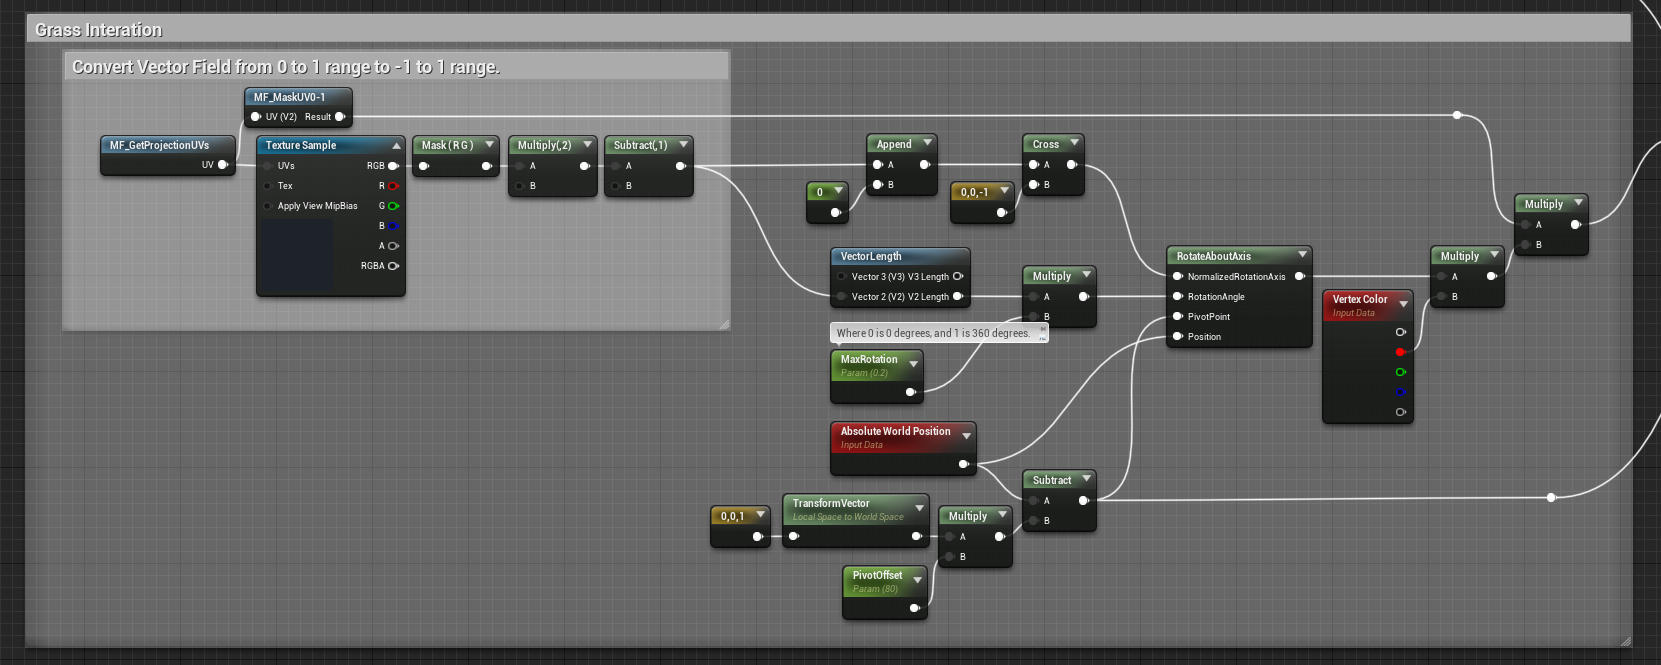 Grass Interation
Convert Vector Field from 0 to 1 range to -1 to 1 range.
MF_MaskUV0-1
UV (V2) Result
MF_GetProjectionUVs
UV
Texture Sample
UVs RGB
Tex R
Apply View MipBias G
B
A
RGBA
Mask ( R G )
Multiply(,2)
A
B
Subtract(,1)
A
B
Append
A
B
0
Cross
A
B
0,0,-1
VectorLength
Vector 3 (V3) V3 Length
Vector 2 (V2) V2 Length
Multiply
A
B
Where 0 is 0 degrees, and 1 is 360 degrees.
MaxRotation
Param (0.2)
Absolute World Position
Input Data
0,0,1
TransformVector
Local Space to World Space
Multiply
A
B
PivotOffset
Param (80)
Subtract
A
B
RotateAboutAxis
NormalizedRotationAxis
RotationAngle
PivotPoint
Position
Vertex Color
Input Data
Multiply
A
B
Multiply
A
B